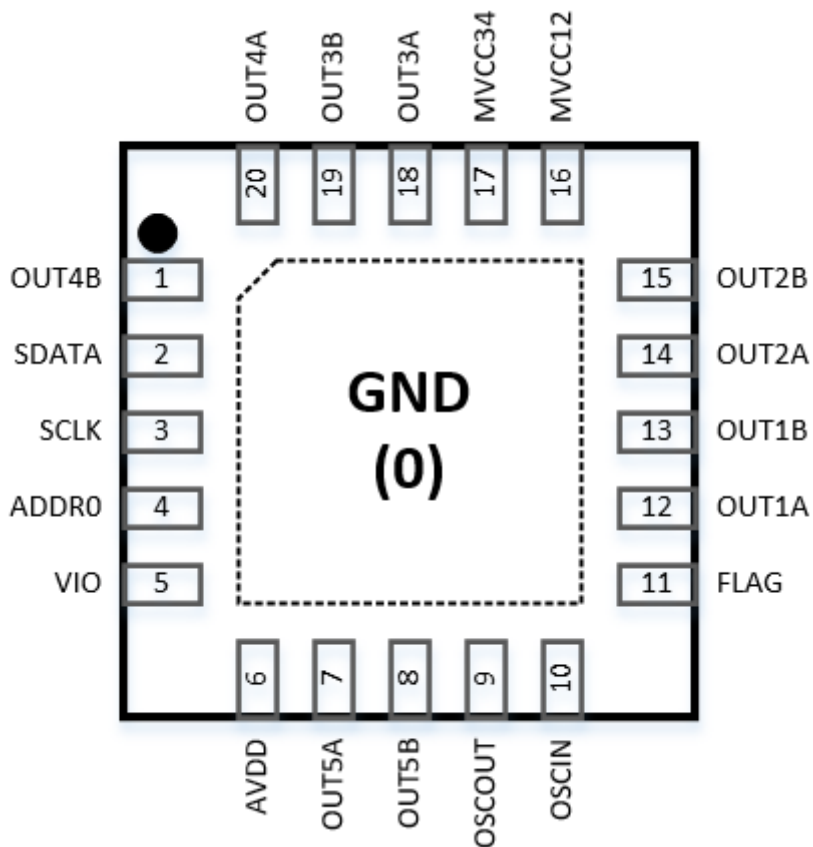 OUT4A
OUT3B
OUT3A
MVCC34
MVCC12
20
19
18
17
16
OUT4B 1
15 OUT2B
SDATA 2
14 OUT2A
GND
(0)
SCLK 3
13 OUT1B
ADDR0 4
12 OUT1A
VIO 5
11 FLAG
6
7
8
9
10
AVDD
OUT5A
OUT5B
OSCOUT
OSCIN